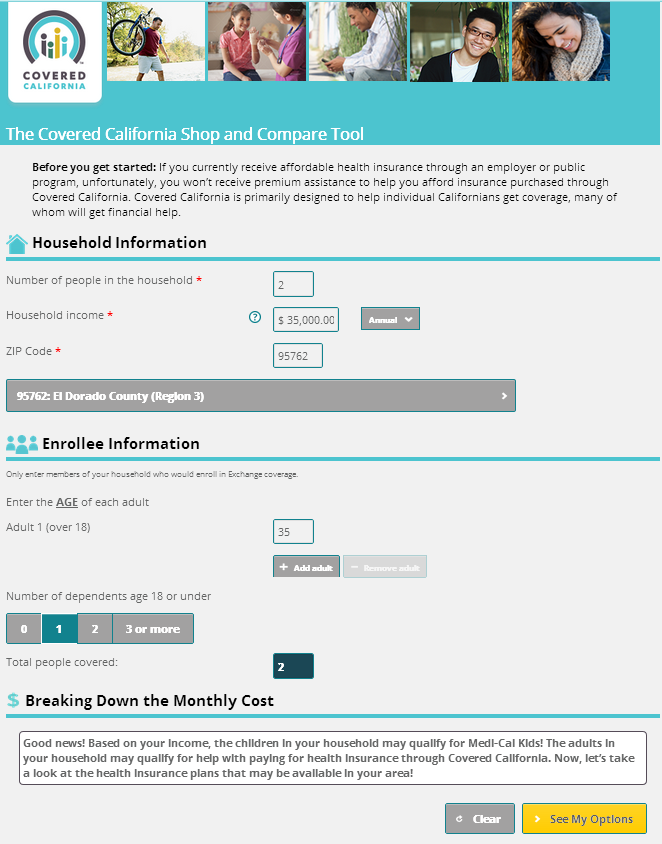 COVERED
CALIFORNIA
The Covered California Shop and Compare Tool
Before you get started: If you currently receive affordable health insurance through an employer or public
program, unfortunately, you won't receive premium assistance to help you afford insurance purchased through
Covered California. Covered California is primarily designed to help individual Californians get coverage, many of
whom will get financial help.
Household Information
Number of people in the household * 2
Household income * ? $ 35,000.00 Annual
ZIP Code * 95762
95762: El Dorado County (Region 3)
Enrollee Information
Only enter members of your household who would enroll in Exchange coverage.
Enter the AGE of each adult
Adult 1 (over 18) 35
+ Add adult − Remove adult
Number of dependents age 18 or under
0 1 2 3 or more
Total people covered: 2
$ Breaking Down the Monthly Cost
Good news! Based on your income, the children in your household may qualify for Medi-Cal Kids! The adults in
your household may qualify for help with paying for health insurance through Covered California. Now, let's take
a look at the health insurance plans that may be available in your area!
Clear See My Options